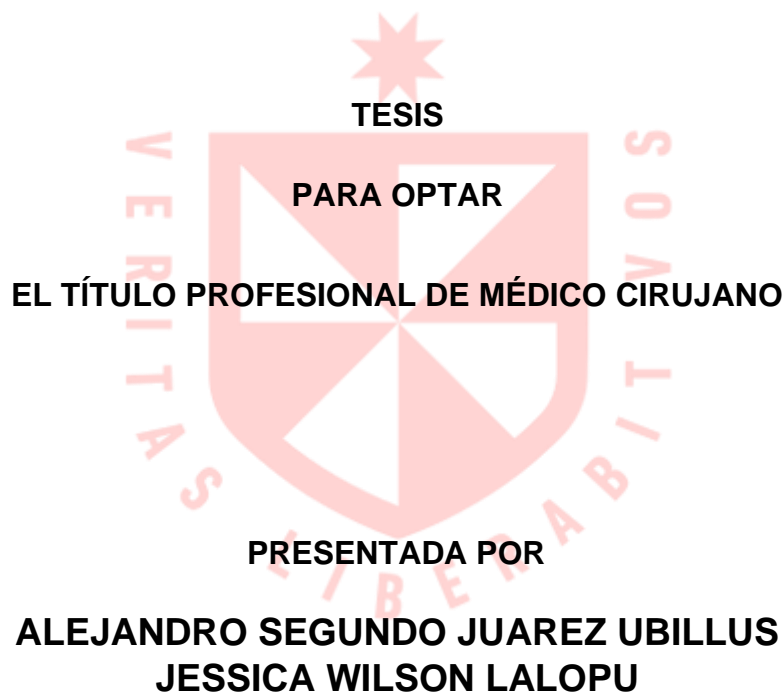 TESIS
PARA OPTAR
EL TÍTULO PROFESIONAL DE MÉDICO CIRUJANO
PRESENTADA POR
ALEJANDRO SEGUNDO JUAREZ UBILLUS
JESSICA WILSON LALOPU
VERITAS LIBERABIT VOS